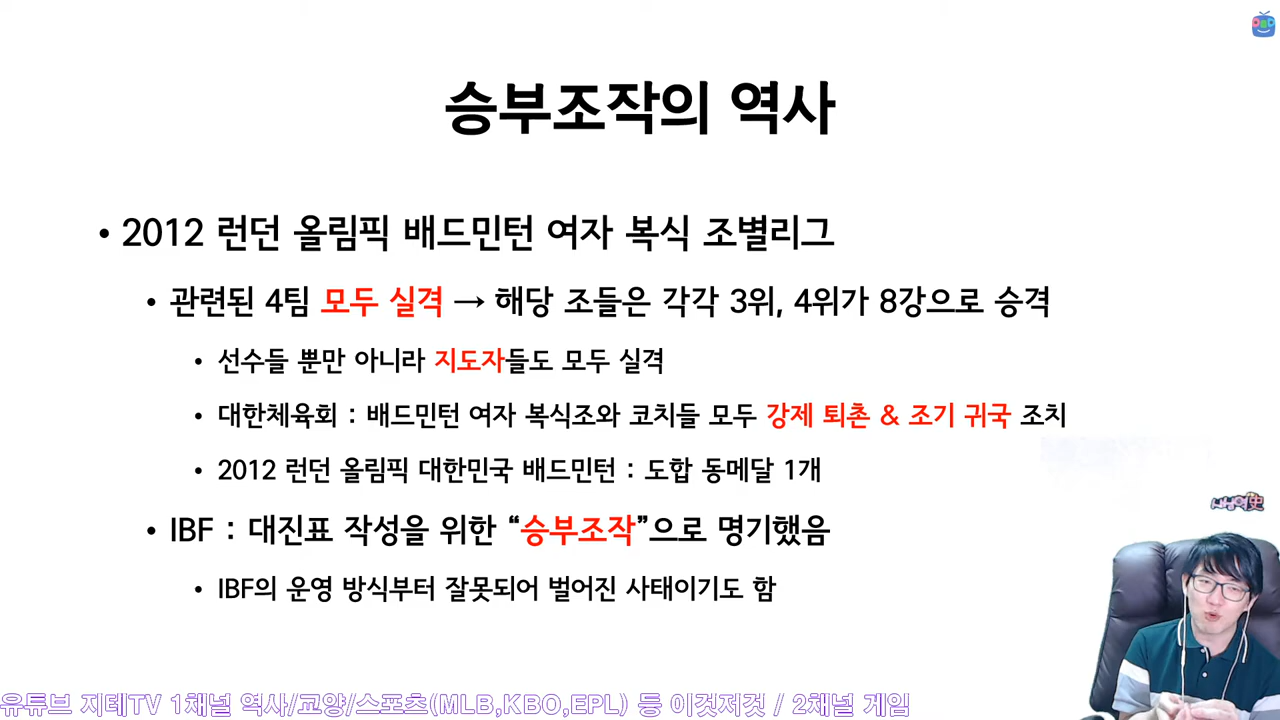 승부조작의 역사
• 2012 런던 올림픽 배드민턴 여자 복식 조별리그
• 관련된 4팀 모두 실격 → 해당 조들은 각각 3위, 4위가 8강으로 승격
• 선수들 뿐만 아니라 지도자들도 모두 실격
• 대한체육회 : 배드민턴 여자 복식조와 코치들 모두 강제 퇴촌 & 조기 귀국 조치
• 2012 런던 올림픽 대한민국 배드민턴 : 도합 동메달 1개
• IBF : 대진표 작성을 위한 “승부조작”으로 명기했음
• IBF의 운영 방식부터 잘못되어 벌어진 사태이기도 함
유튜브 지테TV 1채널 역사/교양/스포츠(MLB,KBO,EPL) 등 이것저것 / 2채널 게임